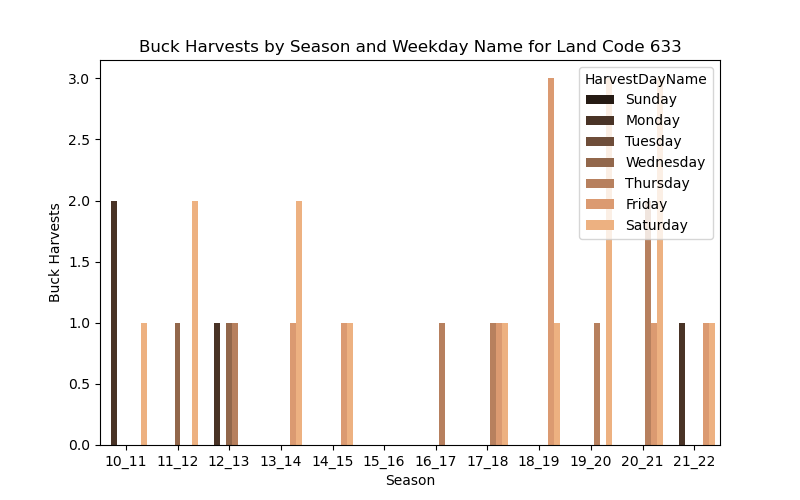 Buck Harvests by Season and Weekday Name for Land Code 633
HarvestDayName
Sunday
Monday
Tuesday
Wednesday
Thursday
Friday
Saturday
3.0
2.5
2.0
1.5
1.0
0.5
0.0
Buck Harvests
10_11 11_12 12_13 13_14 14_15 15_16 16_17 17_18 18_19 19_20 20_21 21_22
Season